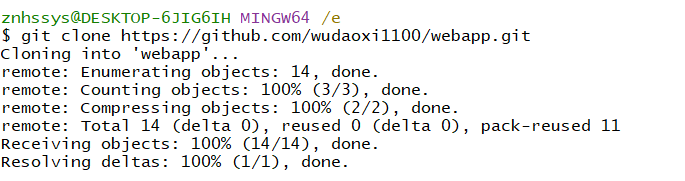 znhssys@DESKTOP-6JIG6IH MINGW64 /e
$ git clone https://github.com/wudaoxi1100/webapp.git
Cloning into 'webapp'...
remote: Enumerating objects: 14, done.
remote: Counting objects: 100% (3/3), done.
remote: Compressing objects: 100% (2/2), done.
remote: Total 14 (delta 0), reused 0 (delta 0), pack-reused 11
Receiving objects: 100% (14/14), done.
Resolving deltas: 100% (1/1), done.